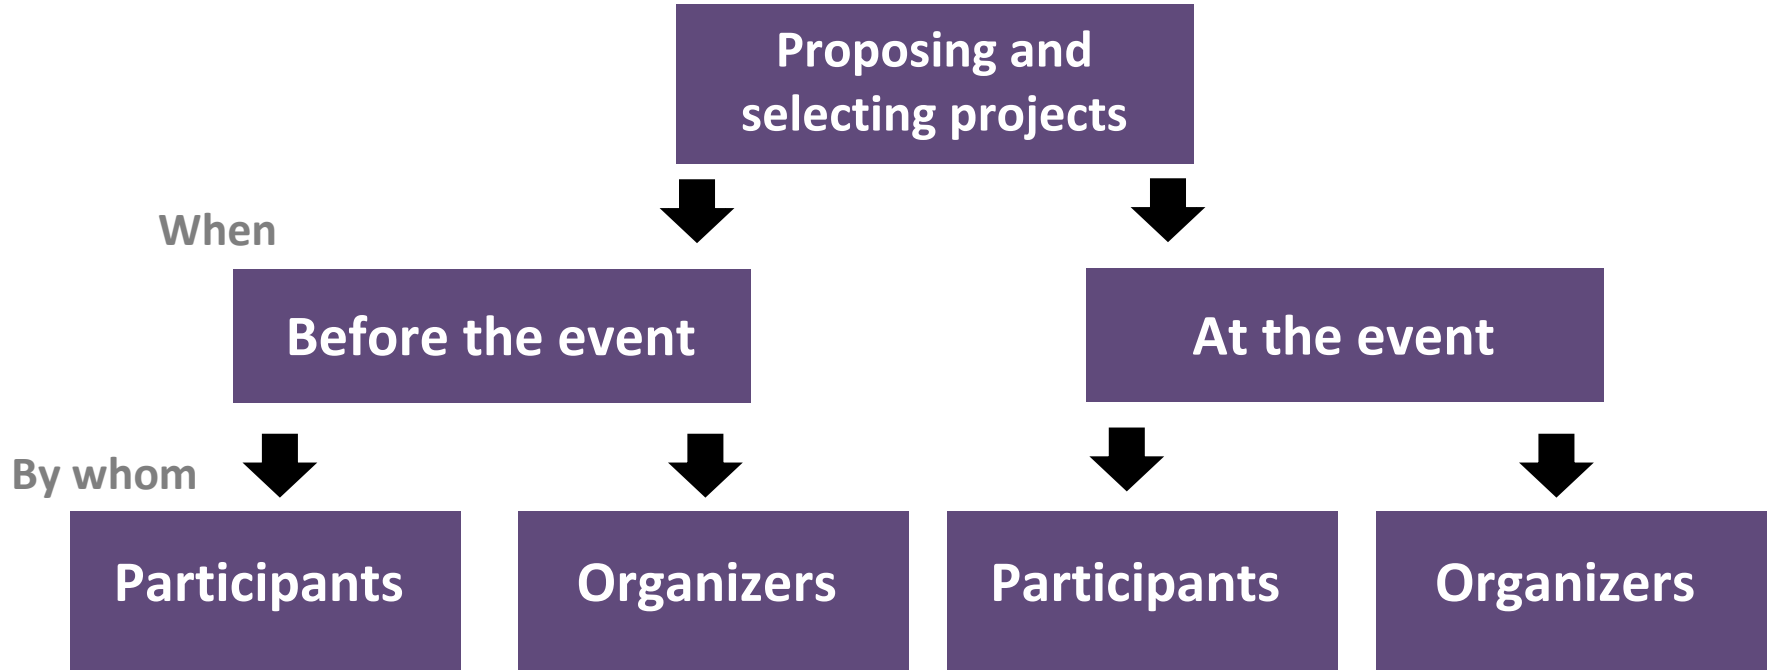 Proposing and
selecting projects
When
Before the event
At the event
By whom
Participants
Organizers
Participants
Organizers